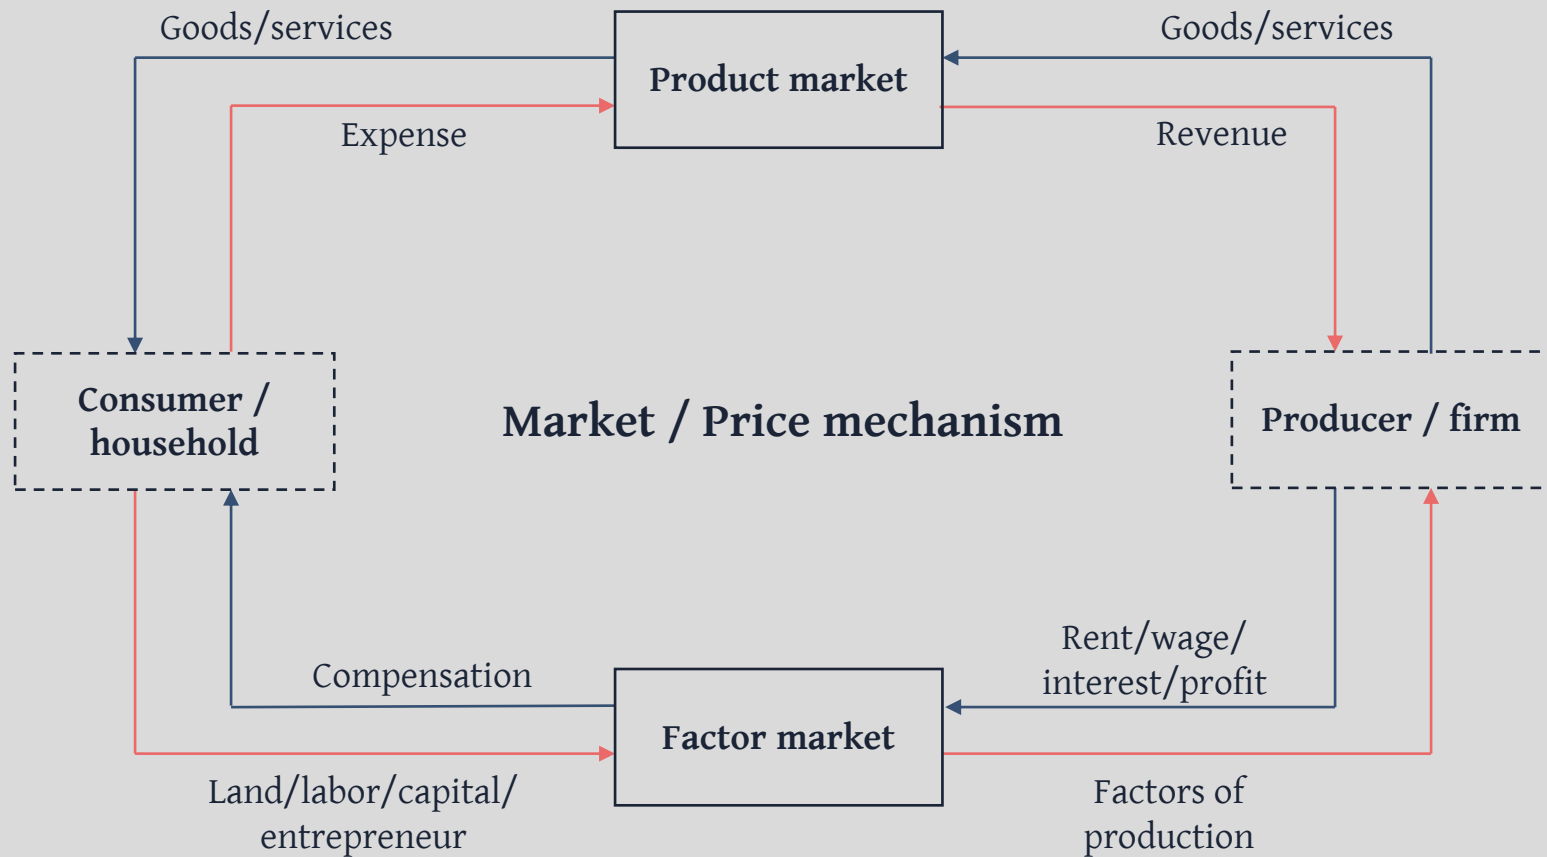 Goods/services
Goods/services
Product market
Expense
Revenue
Consumer /
household
Market / Price mechanism
Producer / firm
Compensation
Rent/wage/
interest/profit
Factor market
Land/labor/capital/
entrepreneur
Factors of
production